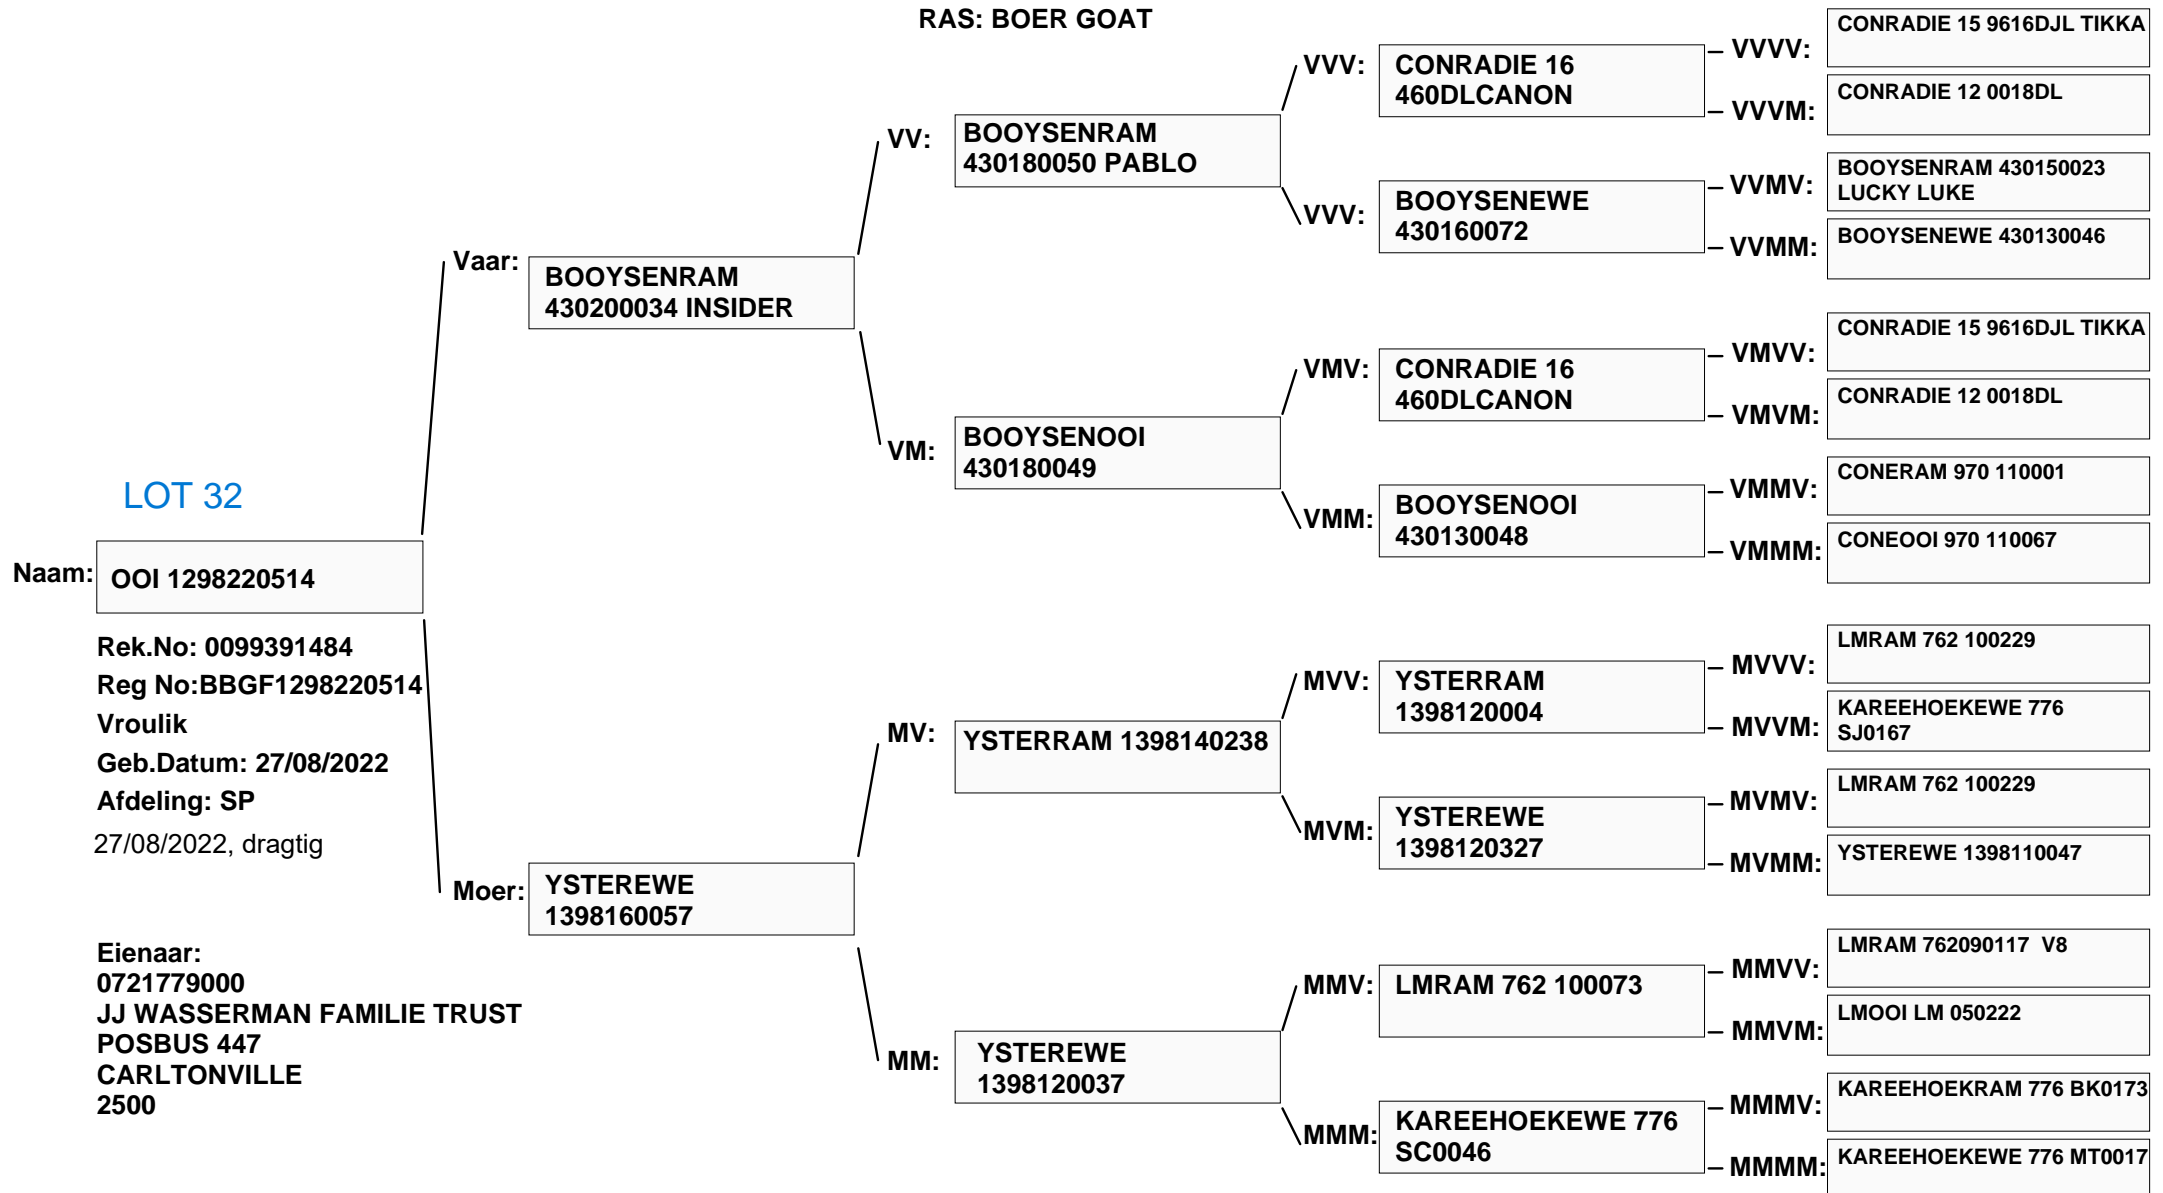 RAS: BOER GOAT
LOT 32
Naam: OOI 1298220514
Rek.No: 0099391484
Reg No:BBGF1298220514
Vroulik
Geb.Datum: 27/08/2022
Afdeling: SP
27/08/2022, dragtig
Eienaar:
0721779000
JJ WASSERMAN FAMILIE TRUST
POSBUS 447
CARLTONVILLE
2500
Vaar: BOOYSENRAM
430200034 INSIDER
Moer: YSTEREWE
1398160057
VV: BOOYSENRAM
430180050 PABLO
VM: BOOYSENOOI
430180049
MV: YSTERRAM 1398140238
MM: YSTEREWE
1398120037
VVV: CONRADIE 16
460DLCANON
VVV: BOOYSENEWE
430160072
VMV: CONRADIE 16
460DLCANON
VMM: BOOYSENOOI
430130048
MVV: YSTERRAM
1398120004
MVM: YSTEREWE
1398120327
MMV: LMRAM 762 100073
MMM: KAREEHOEKEWE 776
SC0046
VVVV: CONRADIE 15 9616DJL TIKKA
VVVM: CONRADIE 12 0018DL
VVMV: BOOYSENRAM 430150023
LUCKY LUKE
VVMM: BOOYSENEWE 430130046
VMVV: CONRADIE 15 9616DJL TIKKA
VMVM: CONRADIE 12 0018DL
VMMV: CONERAM 970 110001
VMMM: CONEOOI 970 110067
MVVV: LMRAM 762 100229
MVVM: KAREEHOEKEWE 776
SJ0167
MVMV: LMRAM 762 100229
MVMM: YSTEREWE 1398110047
MMVV: LMRAM 762090117  V8
MMVM: LMOOI LM 050222
MMMV: KAREEHOEKRAM 776 BK0173
MMMM: KAREEHOEKEWE 776 MT0017